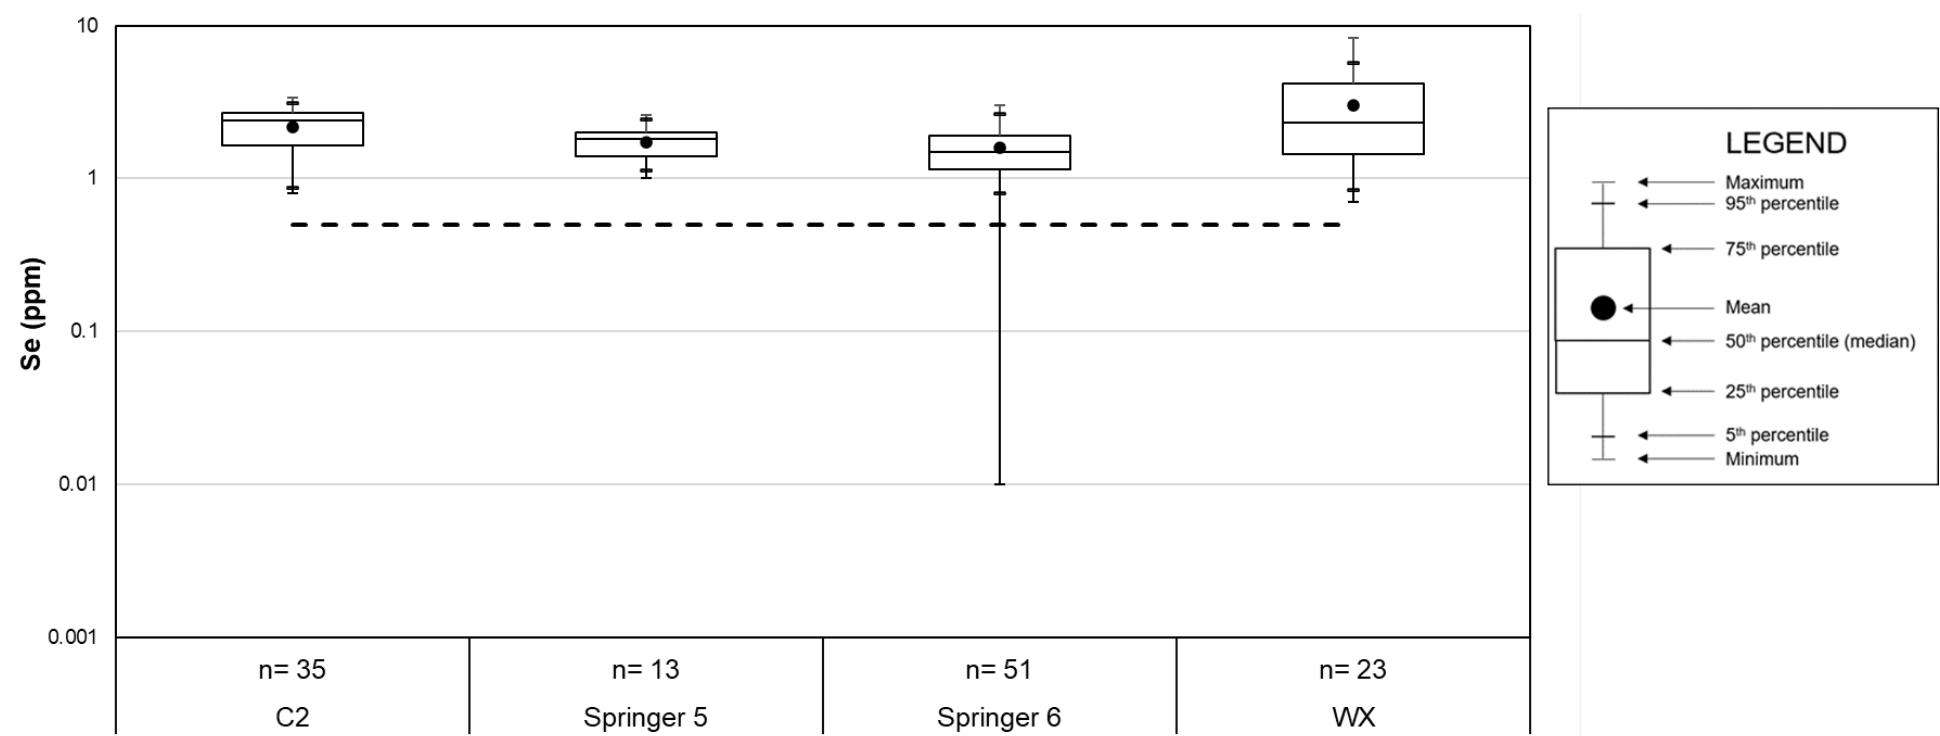 10
1
0.1
0.01
0.001
Se (ppm)
n= 35
n= 13
n= 51
n= 23
C2
Springer 5
Springer 6
WX
LEGEND
Maximum
95th percentile
75th percentile
Mean
50th percentile (median)
25th percentile
5th percentile
Minimum